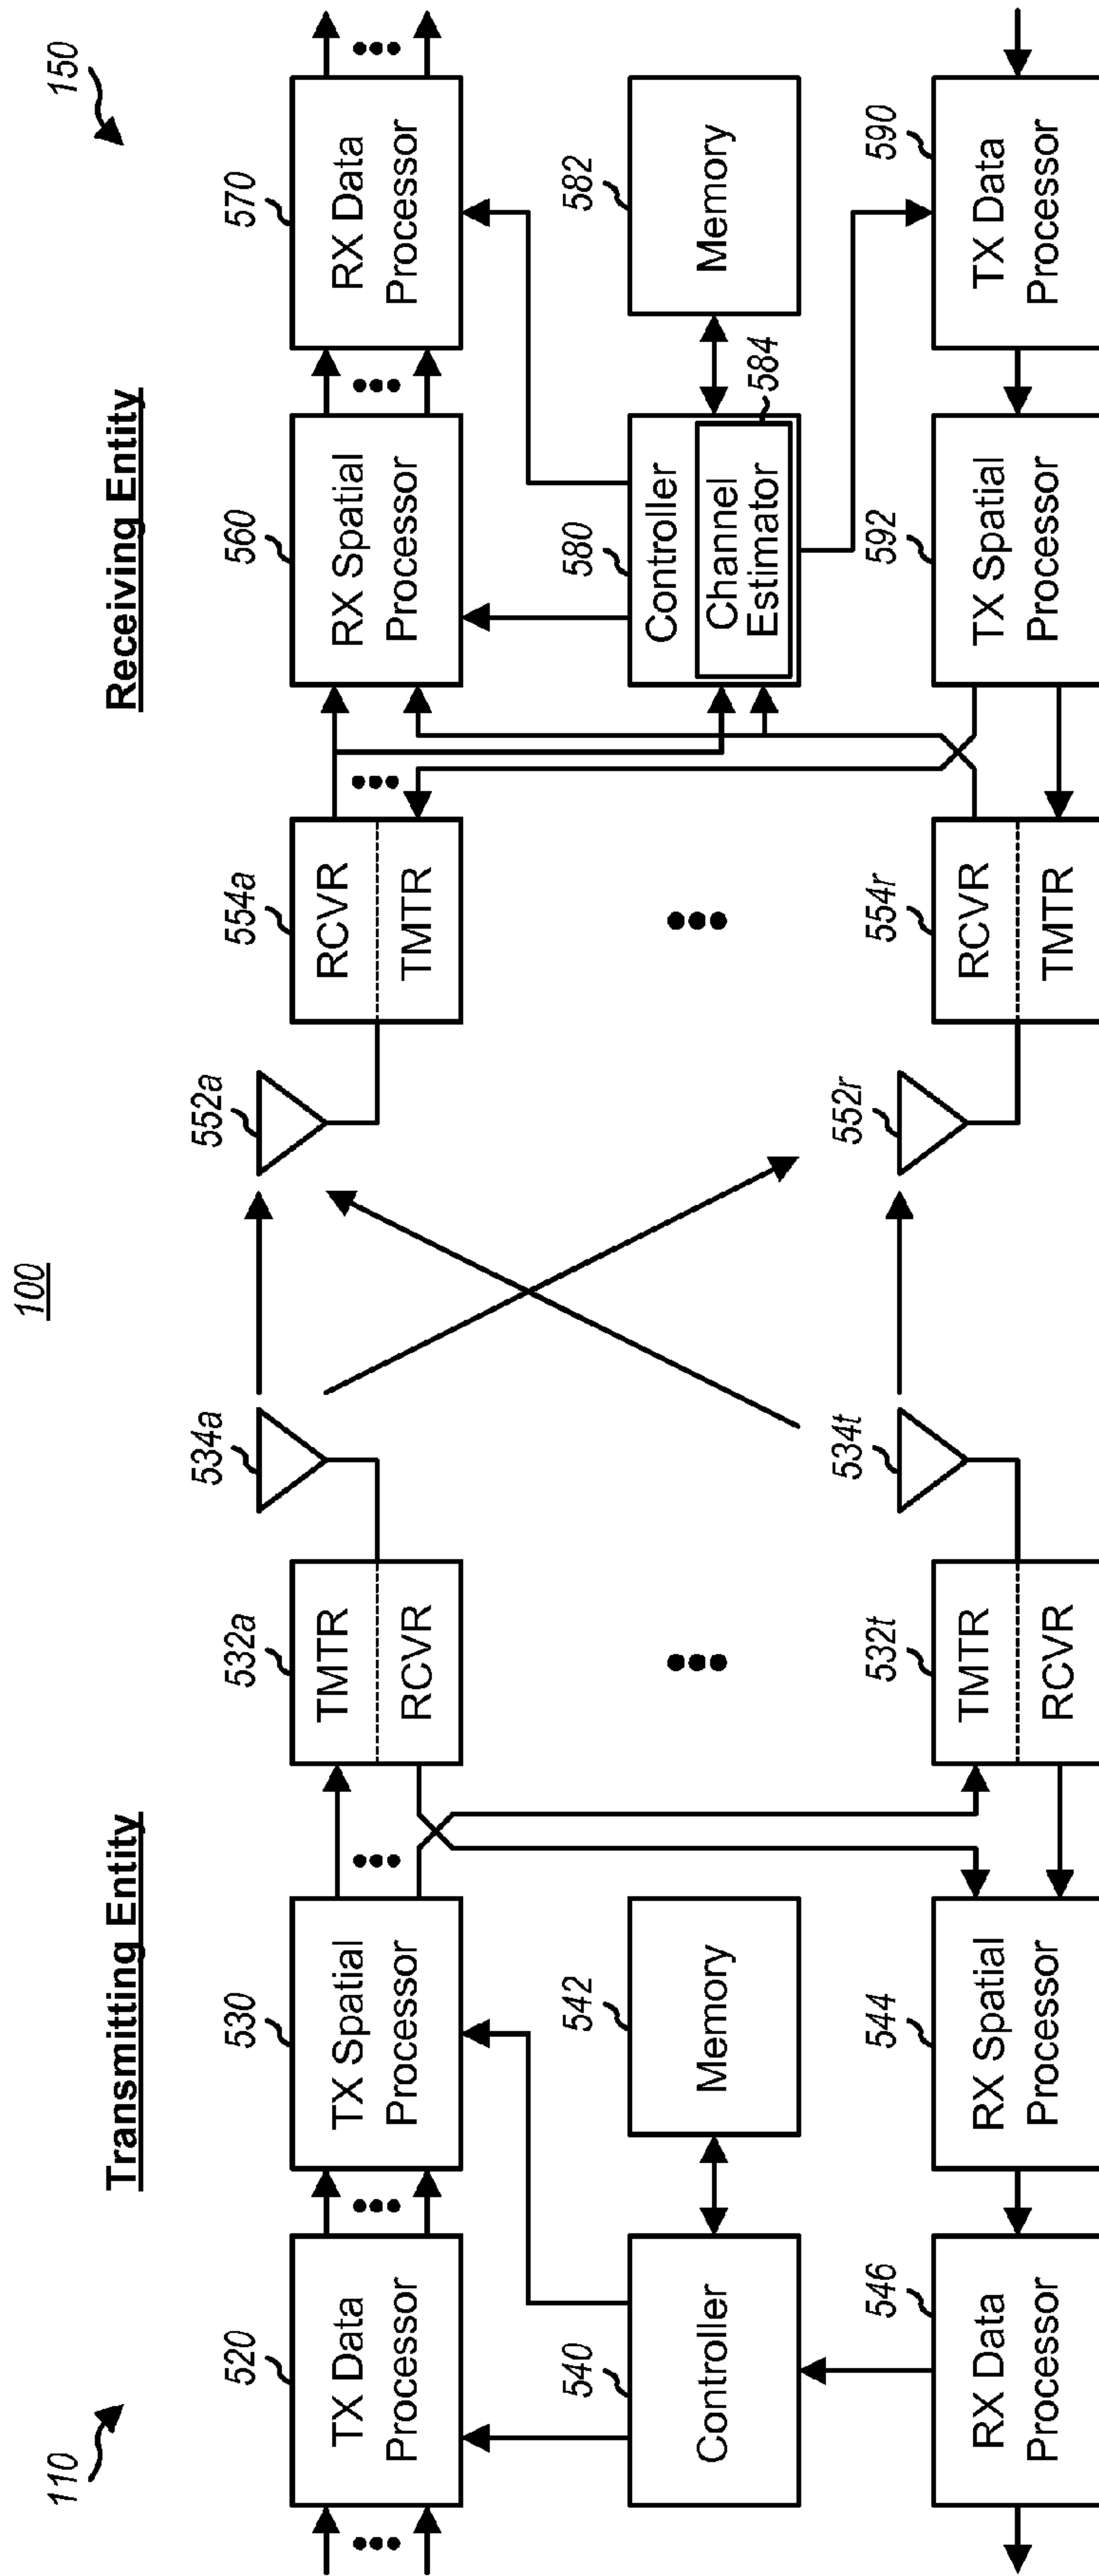 100
110
150
Transmitting Entity
Receiving Entity
520
TX Data
Processor
530
TX Spatial
Processor
532a
TMTR
RCVR
534a
552a
554a
RCVR
TMTR
560
RX Spatial
Processor
570
RX Data
Processor
540
Controller
542
Memory
580
Controller
Channel
Estimator
584
582
Memory
546
RX Data
Processor
544
RX Spatial
Processor
532t
TMTR
RCVR
534t
552r
554r
RCVR
TMTR
592
TX Spatial
Processor
590
TX Data
Processor